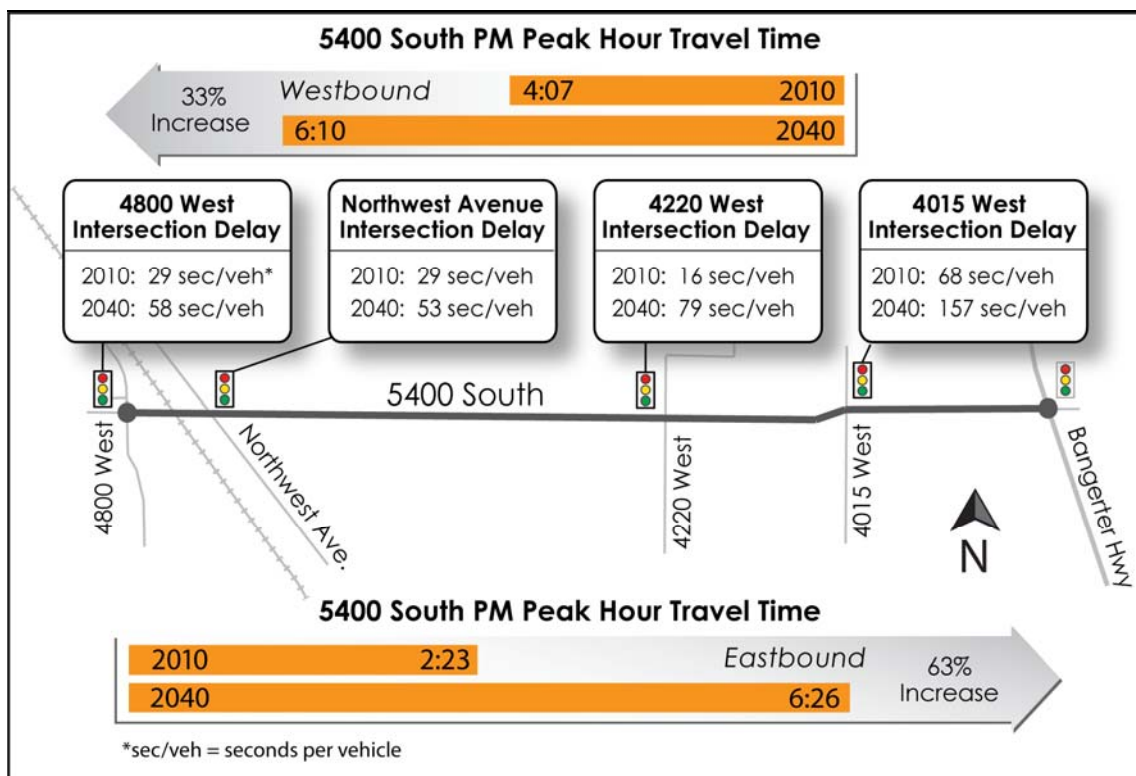 5400 South PM Peak Hour Travel Time
33%
Increase
Westbound
4:07 2010
6:10 2040
4800 West
Intersection Delay
2010: 29 sec/veh*
2040: 58 sec/veh
Northwest Avenue
Intersection Delay
2010: 29 sec/veh
2040: 53 sec/veh
4220 West
Intersection Delay
2010: 16 sec/veh
2040: 79 sec/veh
4015 West
Intersection Delay
2010: 68 sec/veh
2040: 157 sec/veh
5400 South
4800 West
Northwest Ave.
4220 West
4015 West
Bangerter Hwy
N
5400 South PM Peak Hour Travel Time
2010 2:23
2040 6:26
Eastbound
63%
Increase
*sec/veh = seconds per vehicle